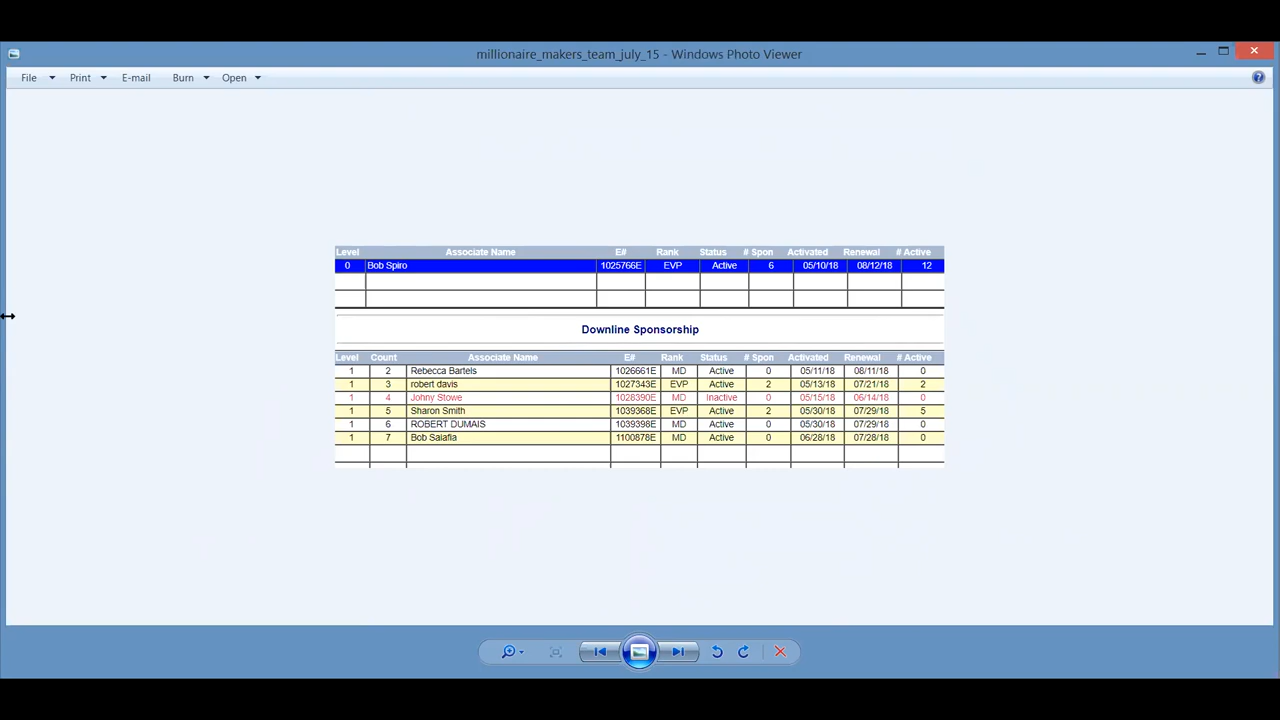 millionaire_makers_team_july_15 - Windows Photo Viewer
File Print E-mail Burn Open
Level Associate Name E# Rank Status # Spon Activated Renewal # Active
0 Bob Spiro 1025766E EVP Active 6 05/10/18 08/12/18 12
Downline Sponsorship
Level Count Associate Name E# Rank Status # Spon Activated Renewal # Active
1 2 Rebecca Bartels 1026661E MD Active 0 05/11/18 08/11/18 0
1 3 robert davis 1027343E EVP Active 2 05/13/18 07/21/18 2
1 4 Johny Stowe 1028390E MD Inactive 0 05/15/18 06/14/18 0
1 5 Sharon Smith 1039368E EVP Active 2 05/30/18 07/29/18 5
1 6 ROBERT DUMAIS 1039398E MD Active 0 05/30/18 07/29/18 0
1 7 Bob Salafia 1100878E MD Active 0 06/28/18 07/28/18 0